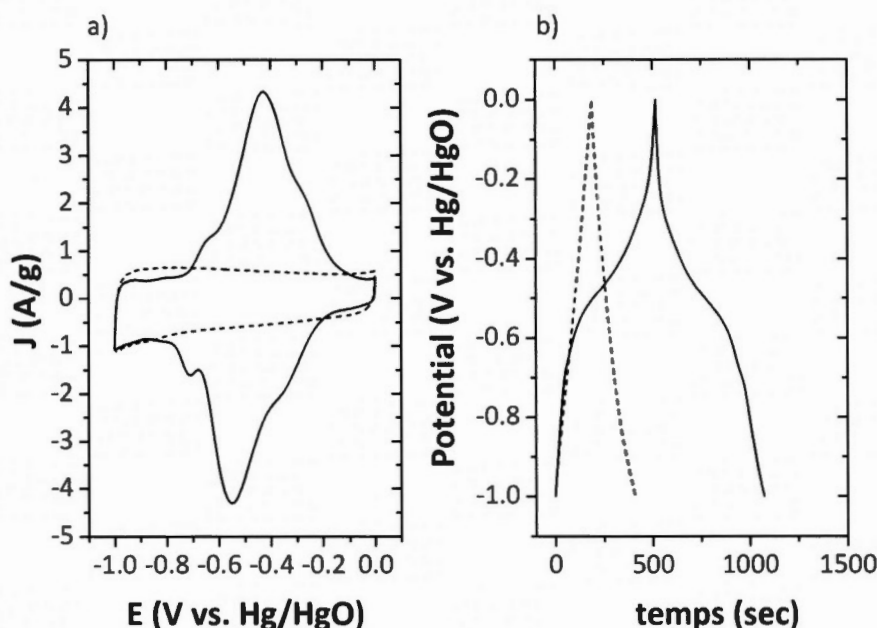 a)
5
4
3
2
1
0
-1
-2
-3
-4
-5
J (A/g)
-1.0 -0.8 -0.6 -0.4 -0.2 0.0
E (V vs. Hg/HgO)
b)
0.0
-0.2
-0.4
-0.6
-0.8
-1.0
Potential (V vs. Hg/HgO)
0 500 1000 1500
temps (sec)